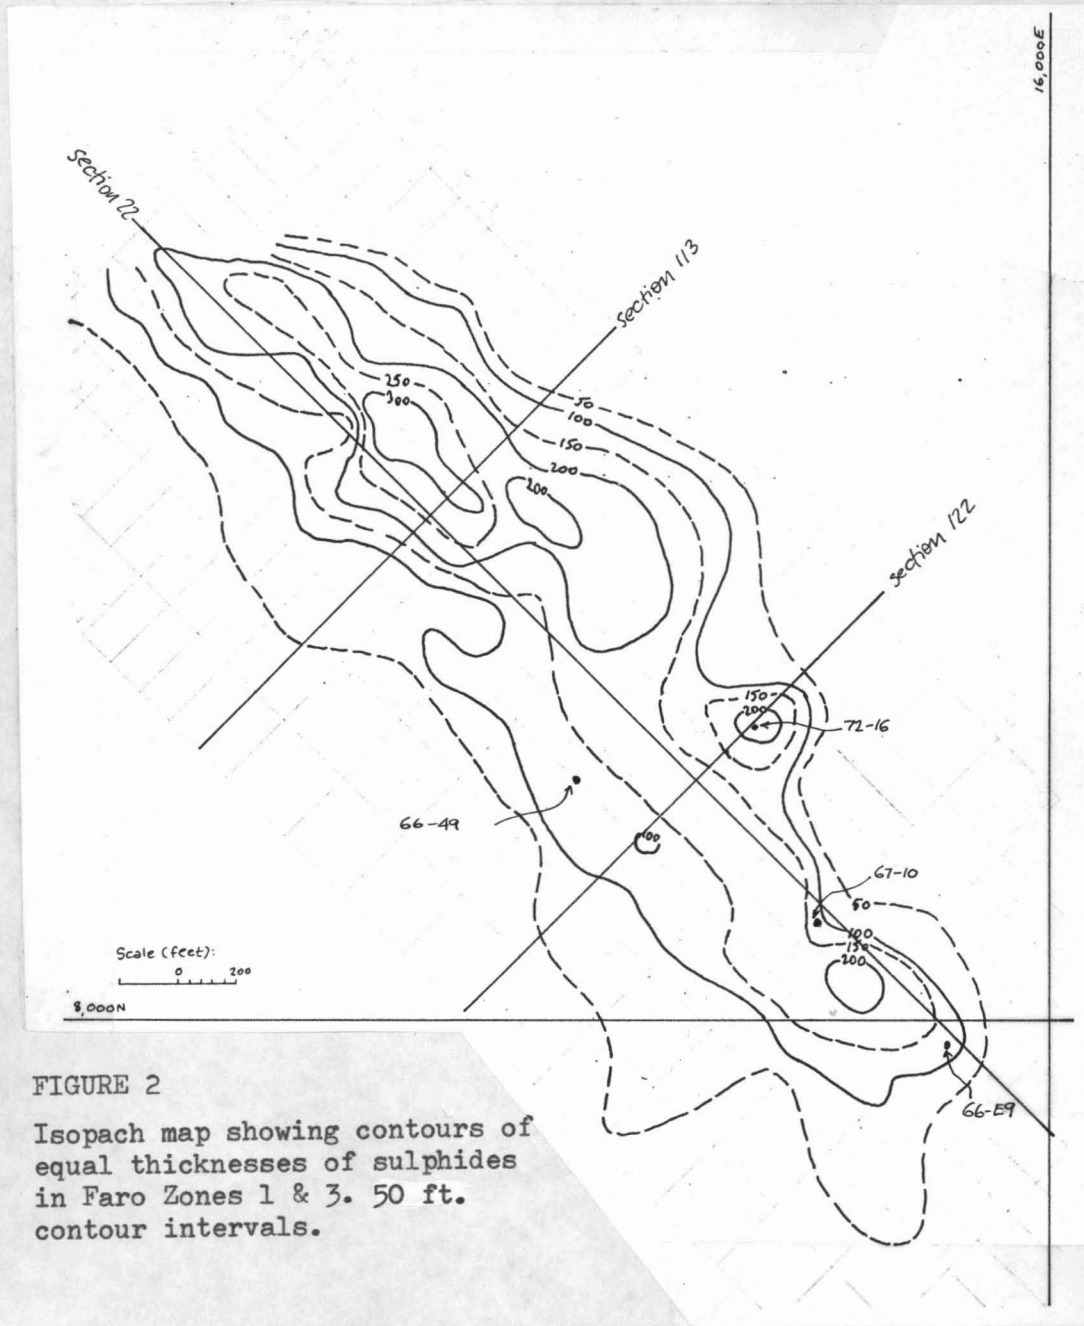 16,000E
section 22
section 113
250
300
50
100
150
200
200
section 122
150
200
72-16
66-49
100
67-10
50
100
150
200
Scale (feet):
0 200
8,000N
66-E9
FIGURE 2
Isopach map showing contours of
equal thicknesses of sulphides
in Faro Zones 1 & 3. 50 ft.
contour intervals.